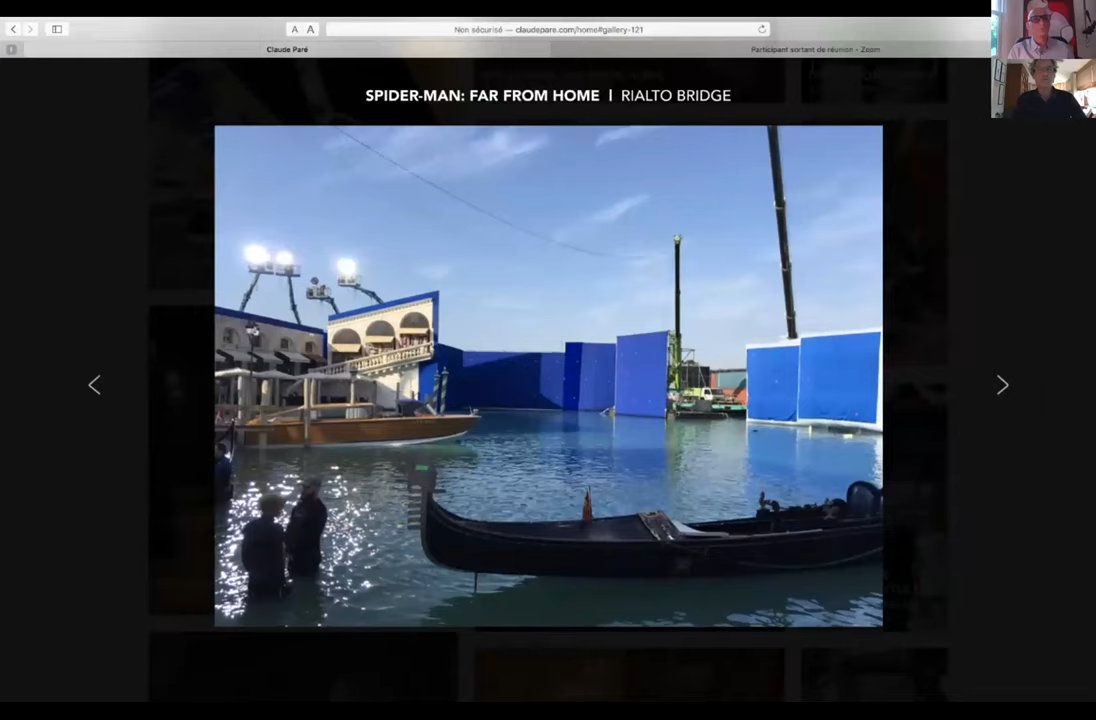 A A
Non sécurisé — claudepare.com/home#gallery-121
Claude Paré
Participant sortant de réunion - Zoom
SPIDER-MAN: FAR FROM HOME | RIALTO BRIDGE